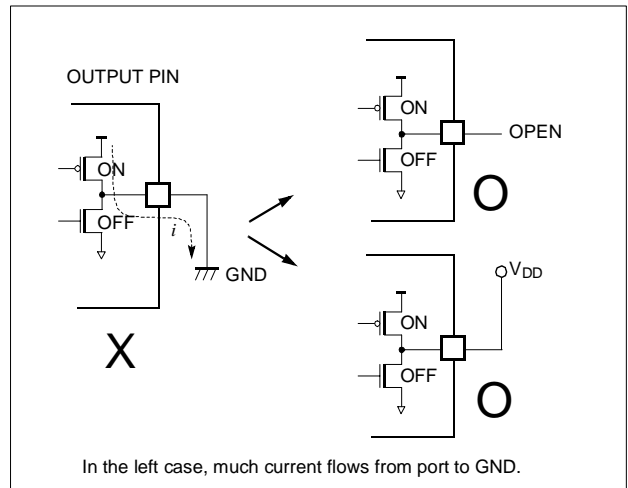 OUTPUT PIN
ON
OFF
i
GND
X
ON
OFF
OPEN
O
VDD
ON
OFF
O
In the left case, much current flows from port to GND.